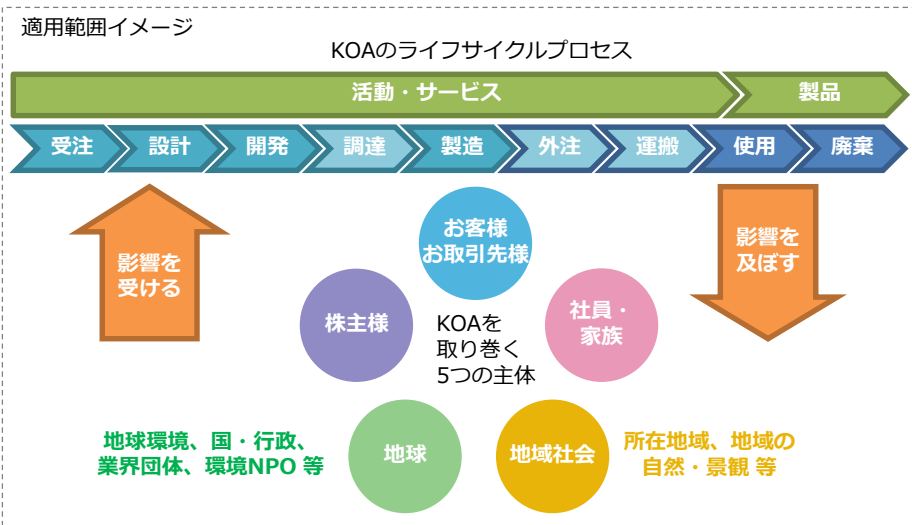 適用範囲イメージ
KOAのライフサイクルプロセス
活動・サービス
製品
受注
設計
開発
調達
製造
外注
運搬
使用
廃棄
影響を
受ける
お客様
お取引先様
影響を
及ぼす
株主様
KOAを
取り巻く
5つの主体
社員・
家族
地球環境、国・行政、
業界団体、環境NPO 等
地球
地域社会
所在地域、地域の
自然・景観 等